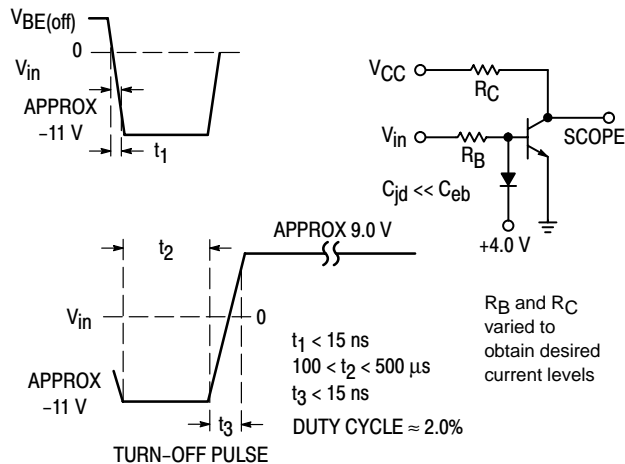 VBE(off)
0
Vin
APPROX
−11 V
t1
VCC
RC
Vin
RB
SCOPE
Cjd << Ceb
+4.0 V
t2
APPROX 9.0 V
Vin
0
APPROX
−11 V
t3
TURN−OFF PULSE
t1 < 15 ns
100 < t2 < 500 μs
t3 < 15 ns
DUTY CYCLE ≈ 2.0%
RB and RC
varied to
obtain desired
current levels